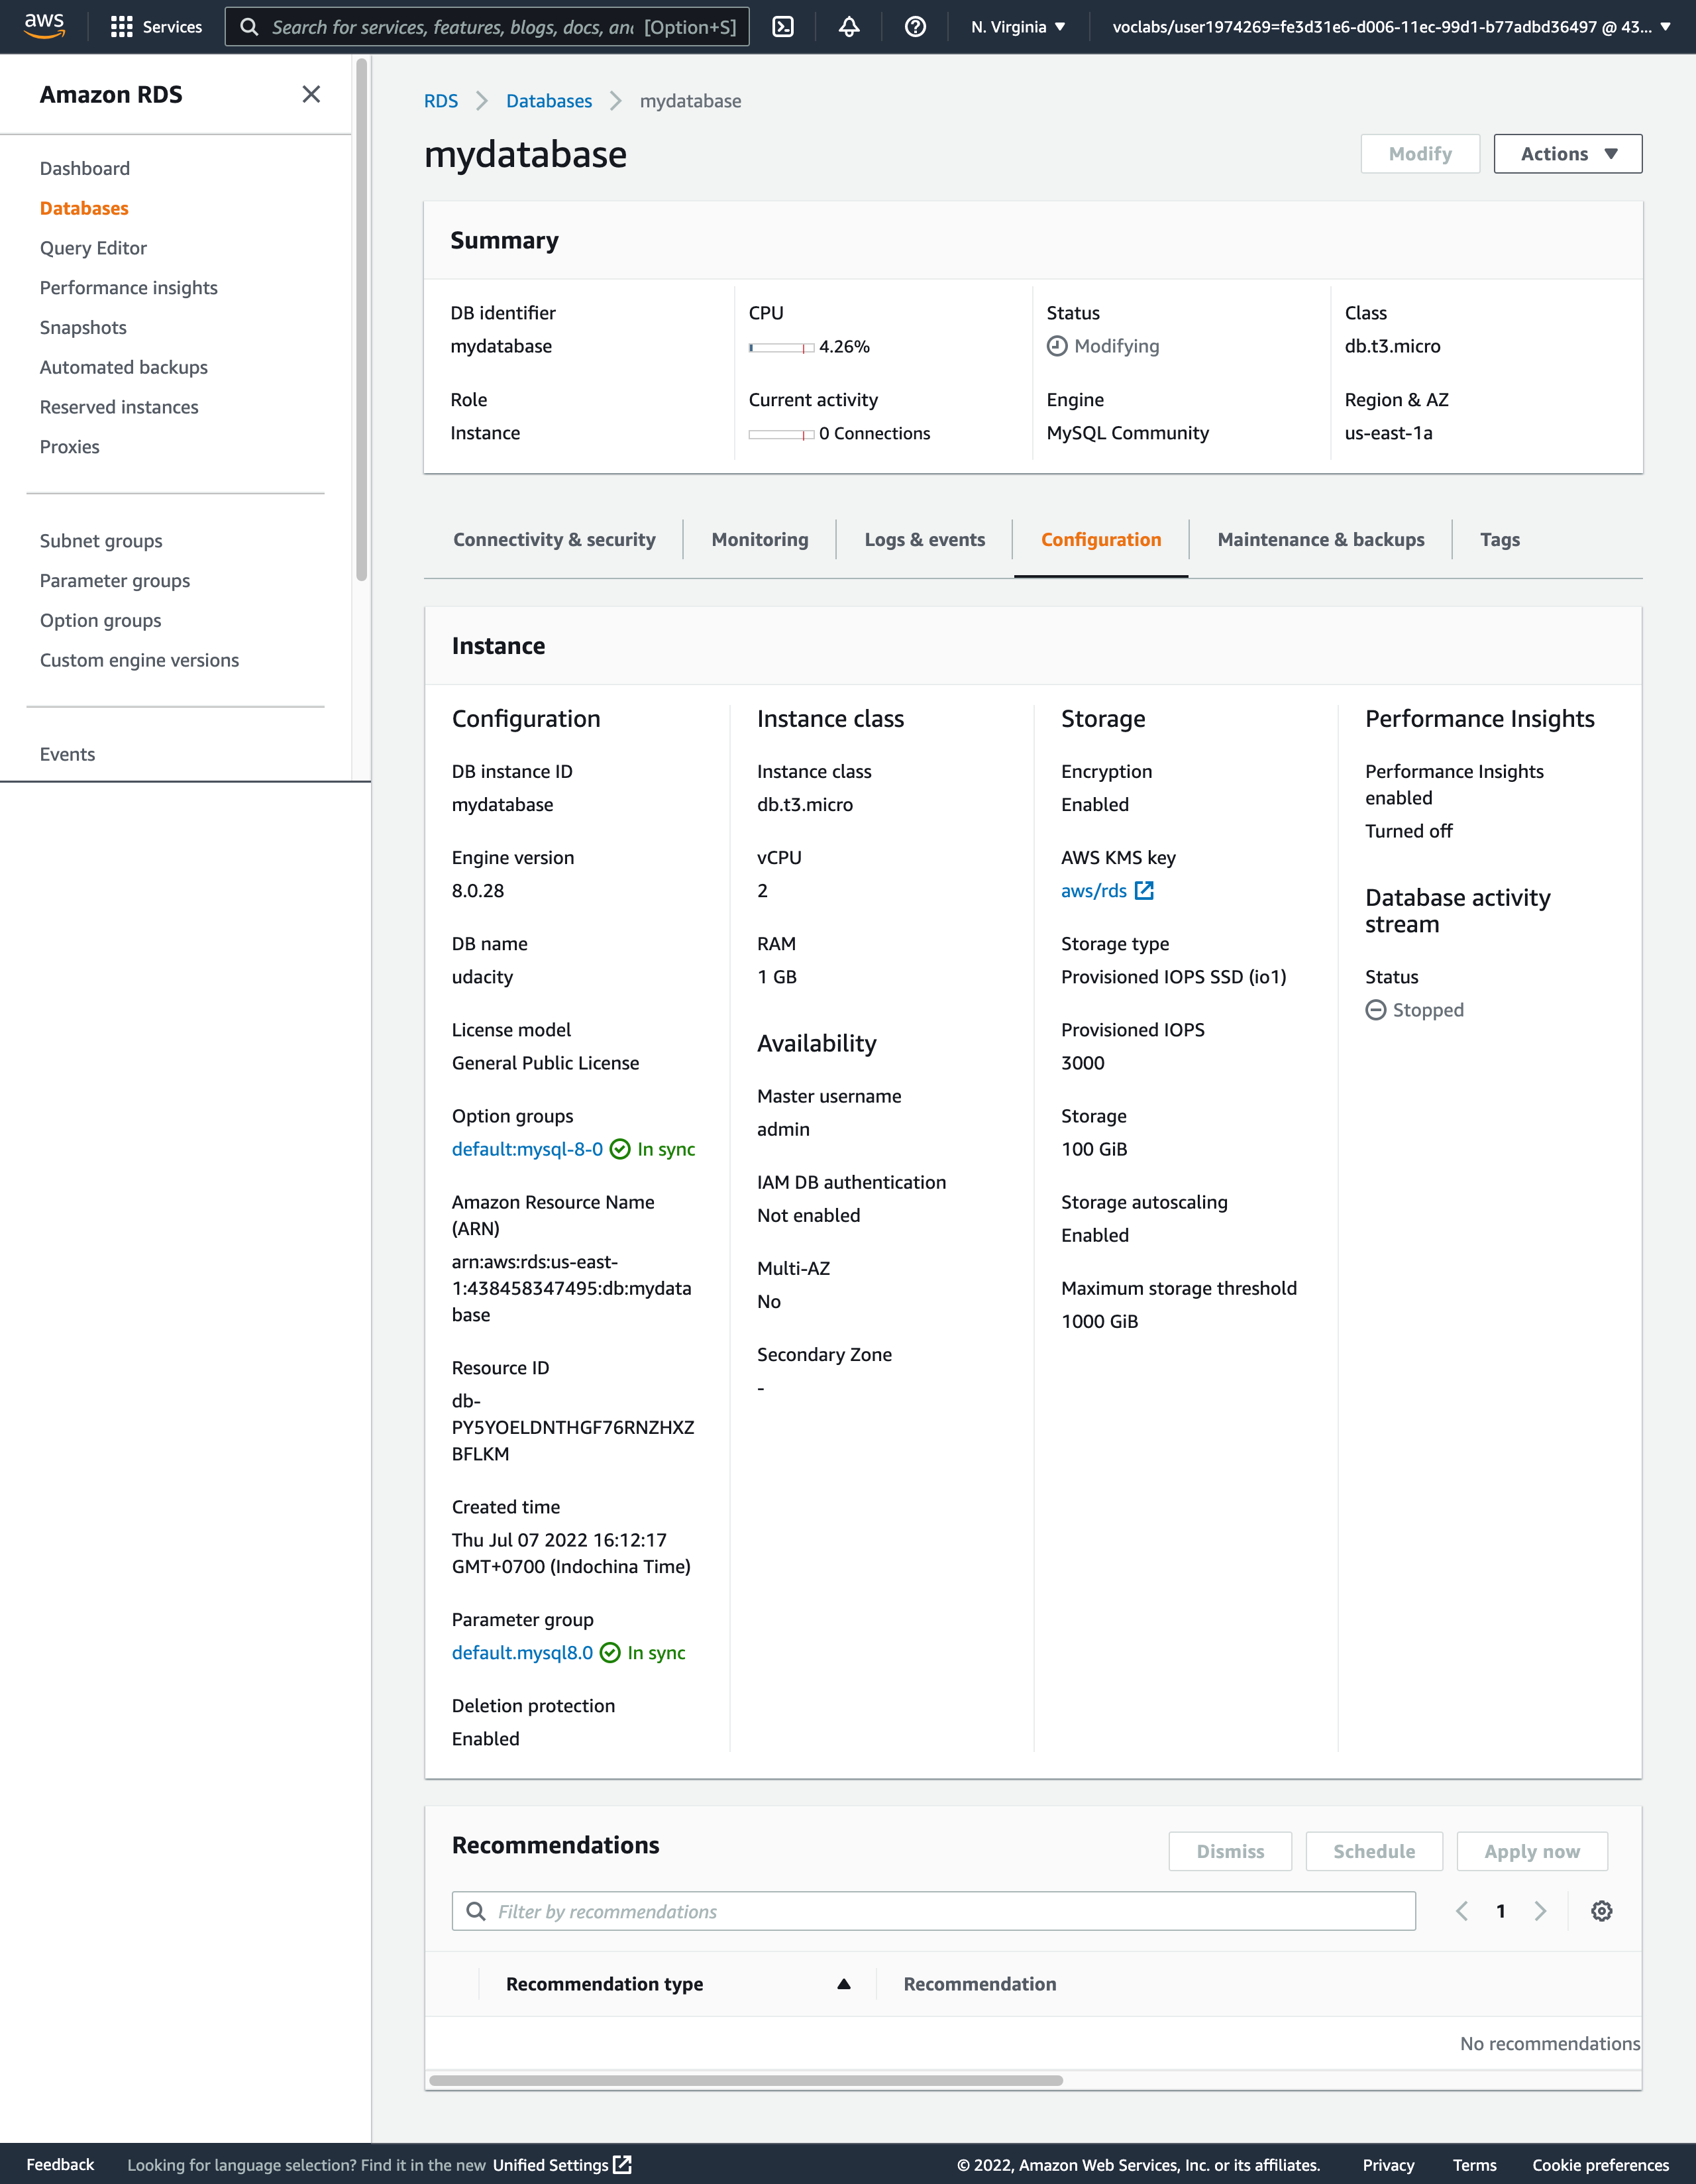 aws
Services
Search for services, features, blogs, docs, an [Option+S]
N. Virginia
voclabs/user1974269=fe3d31e6-d006-11ec-99d1-b77adbd36497 @ 43...
Amazon RDS
Dashboard
Databases
Query Editor
Performance insights
Snapshots
Automated backups
Reserved instances
Proxies
Subnet groups
Parameter groups
Option groups
Custom engine versions
Events
RDS > Databases > mydatabase
mydatabase
Modify
Actions
Summary
DB identifier
mydatabase
CPU
4.26%
Status
Modifying
Class
db.t3.micro
Role
Instance
Current activity
0 Connections
Engine
MySQL Community
Region & AZ
us-east-1a
Connectivity & security
Monitoring
Logs & events
Configuration
Maintenance & backups
Tags
Instance
Configuration
DB instance ID
mydatabase
Engine version
8.0.28
DB name
udacity
License model
General Public License
Option groups
default:mysql-8-0 In sync
Amazon Resource Name
(ARN)
arn:aws:rds:us-east-
1:438458347495:db:mydata
base
Resource ID
db-
PY5YOELDNTHGF76RNZHXZ
BFLKM
Created time
Thu Jul 07 2022 16:12:17
GMT+0700 (Indochina Time)
Parameter group
default.mysql8.0 In sync
Deletion protection
Enabled
Instance class
Instance class
db.t3.micro
vCPU
2
RAM
1 GB
Availability
Master username
admin
IAM DB authentication
Not enabled
Multi-AZ
No
Secondary Zone
-
Storage
Encryption
Enabled
AWS KMS key
aws/rds
Storage type
Provisioned IOPS SSD (io1)
Provisioned IOPS
3000
Storage
100 GiB
Storage autoscaling
Enabled
Maximum storage threshold
1000 GiB
Performance Insights
Performance Insights
enabled
Turned off
Database activity
stream
Status
Stopped
Recommendations
Dismiss
Schedule
Apply now
Filter by recommendations
1
Recommendation type
Recommendation
No recommendations
Feedback
Looking for language selection? Find it in the new Unified Settings
© 2022, Amazon Web Services, Inc. or its affiliates.
Privacy
Terms
Cookie preferences